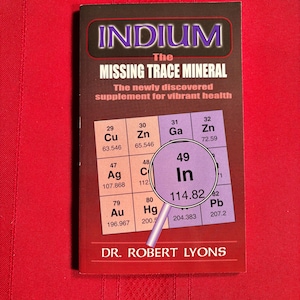 INDIUM
The
MISSING TRACE MINERAL
The newly discovered
supplement for vibrant health
29 30 31 32
Cu Zn Ga Zn
63.546 65.546 72.59
47 49
Ag In
107.868 114.82
79 80
Au Hg Pb
196.967 204.383 207.2
DR. ROBERT LYONS